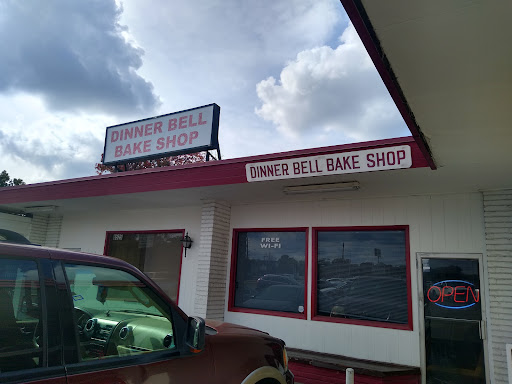 DINNER BELL
BAKE SHOP
DINNER BELL BAKE SHOP
FREE
WI-FI
OPEN